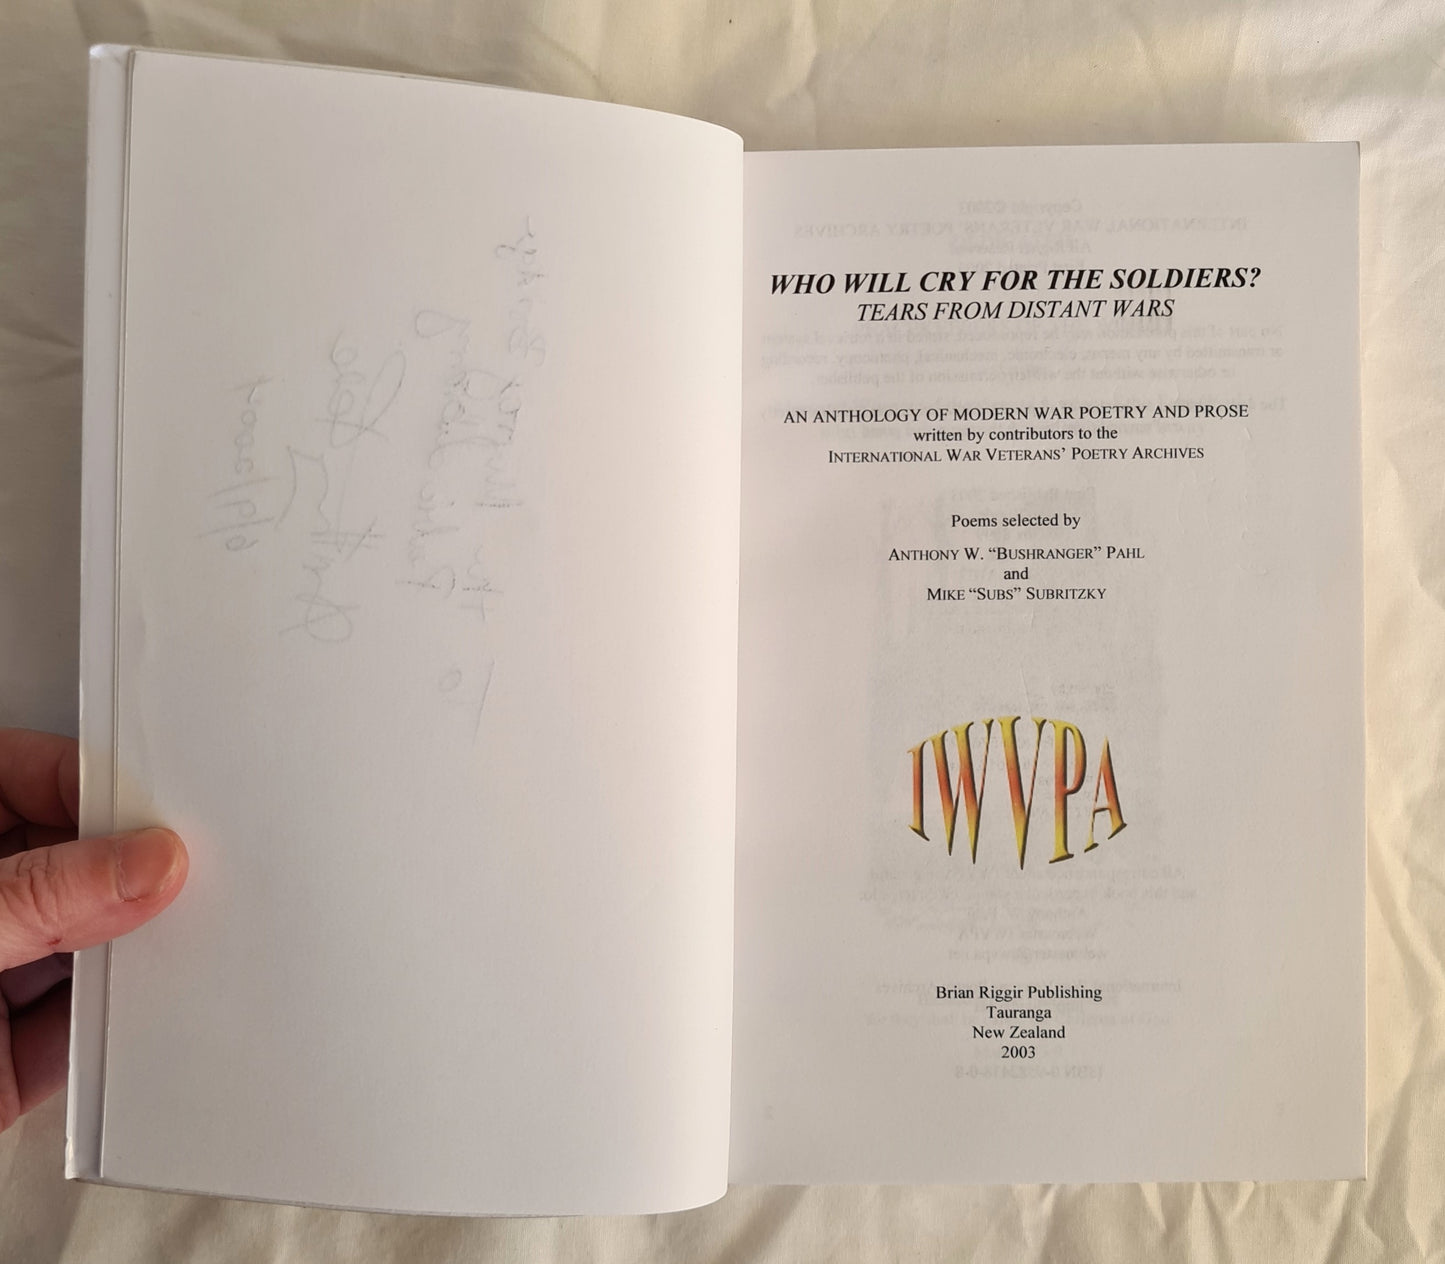 WHO WILL CRY FOR THE SOLDIERS?
TEARS FROM DISTANT WARS
AN ANTHOLOGY OF MODERN WAR POETRY AND PROSE
written by contributors to the
INTERNATIONAL WAR VETERANS' POETRY ARCHIVES
Poems selected by
ANTHONY W. “BUSHRANGER” PAHL
and
MIKE “SUBS” SUBRITZKY
IWVPA
Brian Riggir Publishing
Tauranga
New Zealand
2003